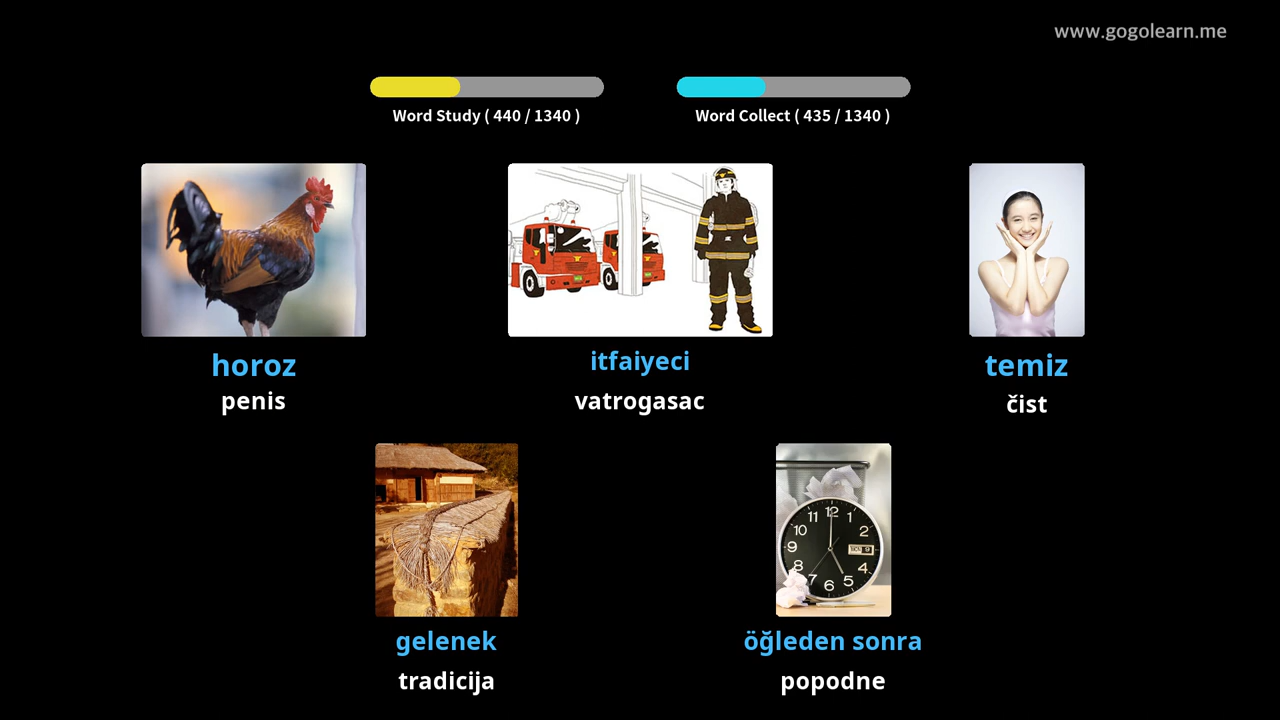 www.gogolearn.me
Word Study ( 440 / 1340 )
Word Collect ( 435 / 1340 )
horoz
penis
itfaiyeci
vatrogasac
temiz
čist
gelenek
tradicija
öğleden sonra
popodne